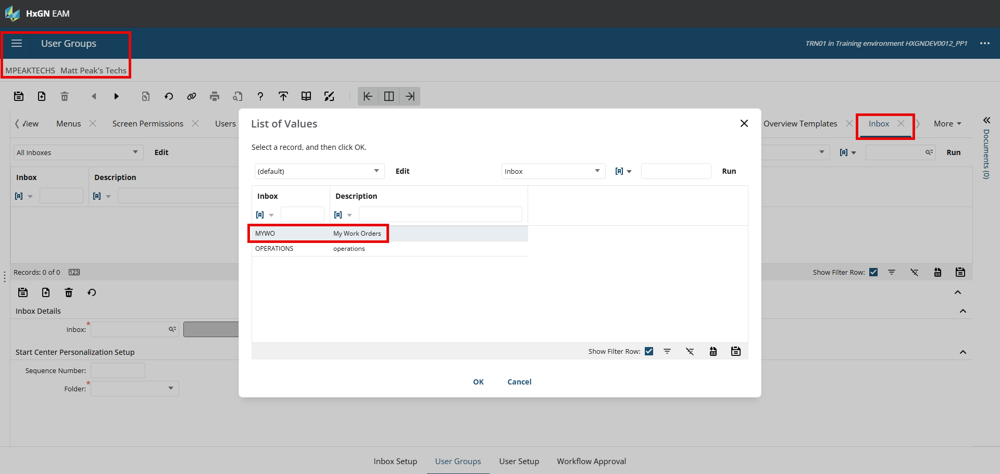 HxGN EAM
User Groups
TRN01 in Training environment HXGNDEV0012_PP1
MPEAKTECHS Matt Peak's Techs
View Menus Screen Permissions Users Overview Templates Inbox More
All Inboxes Edit Run
Inbox Description
Records: 0 of 0 123 Show Filter Row:
Inbox Details
Inbox: *
Start Center Personalization Setup
Sequence Number:
Folder: *
Documents (0)
List of Values
Select a record, and then click OK.
(default) Edit Inbox [A] Run
Inbox Description
[A] [A]
MYWO My Work Orders
OPERATIONS operations
Show Filter Row:
OK Cancel
Inbox Setup User Groups User Setup Workflow Approval